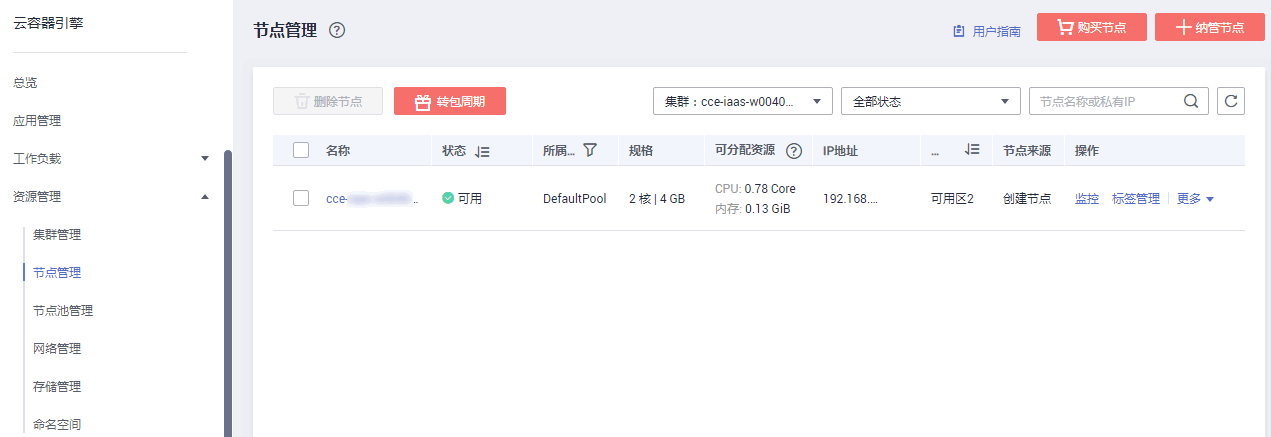 云容器引擎
总览
应用管理
工作负载
资源管理
集群管理
节点管理
节点池管理
网络管理
存储管理
命名空间
节点管理
用户指南
购买节点
纳管节点
删除节点
转包周期
集群：cce-iaas-w0040...
全部状态
节点名称或私有IP
名称 状态 所属... 规格 可分配资源 IP地址 ... 节点来源 操作
cce- ... 可用 DefaultPool 2 核 | 4 GB CPU: 0.78 Core 192.168.... 可用区2 创建节点 监控 标签管理 更多
内存: 0.13 GiB